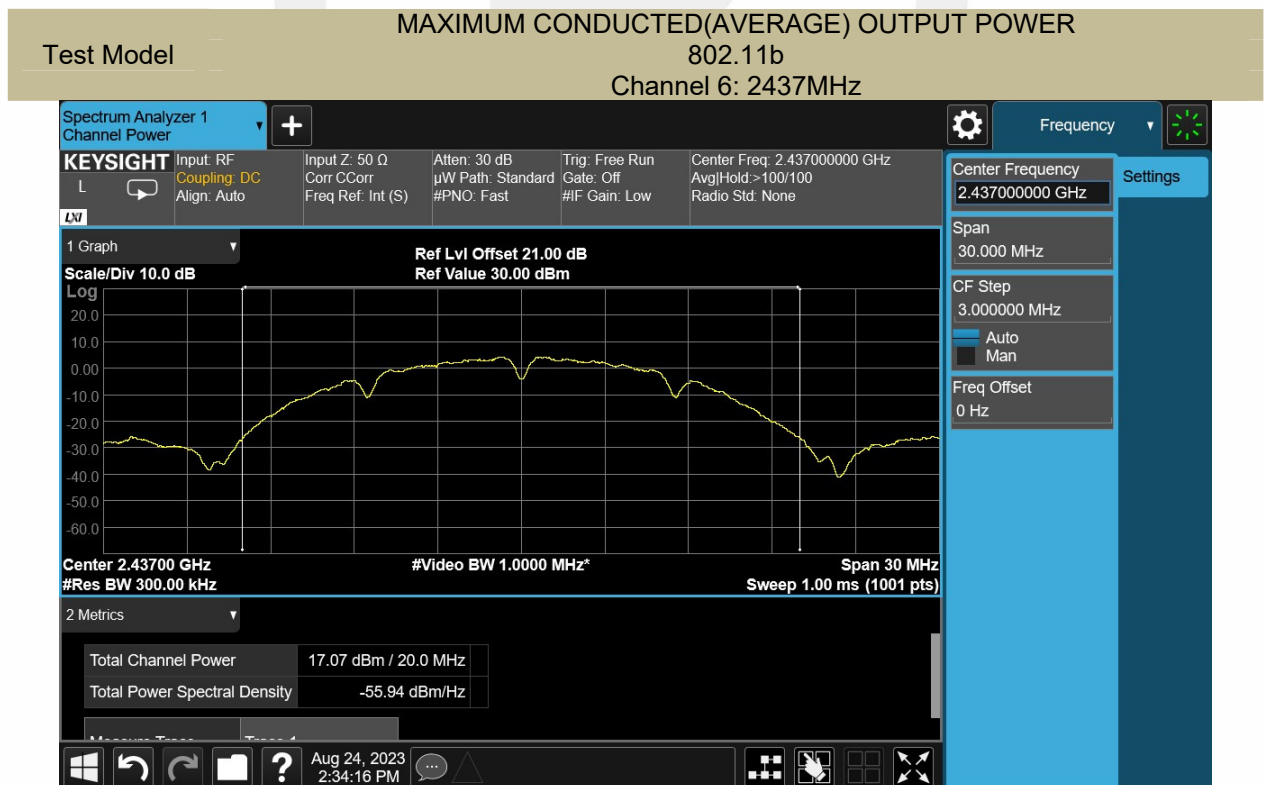 MAXIMUM CONDUCTED(AVERAGE) OUTPUT POWER
Test Model
802.11b
Channel 6: 2437MHz
Spectrum Analyzer 1
Channel Power
+
Frequency
KEYSIGHT
L
LXI
Input: RF
Coupling: DC
Align: Auto
Input Z: 50 Ω
Corr CCorr
Freq Ref: Int (S)
Atten: 30 dB
µW Path: Standard
#PNO: Fast
Trig: Free Run
Gate: Off
#IF Gain: Low
Center Freq: 2.437000000 GHz
Avg|Hold:>100/100
Radio Std: None
Center Frequency
2.437000000 GHz
Settings
Span
30.000 MHz
CF Step
3.000000 MHz
Auto
Man
Freq Offset
0 Hz
1 Graph
Scale/Div 10.0 dB
Ref Lvl Offset 21.00 dB
Ref Value 30.00 dBm
Log
20.0
10.0
0.00
-10.0
-20.0
-30.0
-40.0
-50.0
-60.0
Center 2.43700 GHz
#Res BW 300.00 kHz
#Video BW 1.0000 MHz*
Span 30 MHz
Sweep 1.00 ms (1001 pts)
2 Metrics
Total Channel Power 17.07 dBm / 20.0 MHz
Total Power Spectral Density -55.94 dBm/Hz
?
Aug 24, 2023
2:34:16 PM